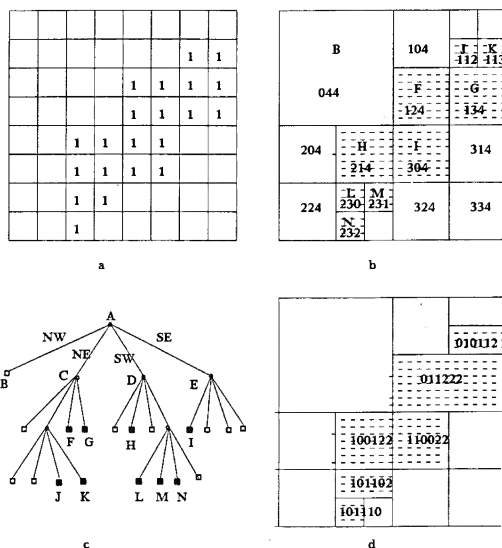 1 1
1 1 1 1
1 1 1 1
1 1 1 1
1 1 1 1
1 1
1
a
B 104 J K
112 113
044 F G
124 134
204 H I 314
214 304
224 L M 324 334
230 231
N
232
b
A
NW NE SW SE
B C D E
F G H I
J K L M N
c
010112
011222
100122 110022
101102
101110
d